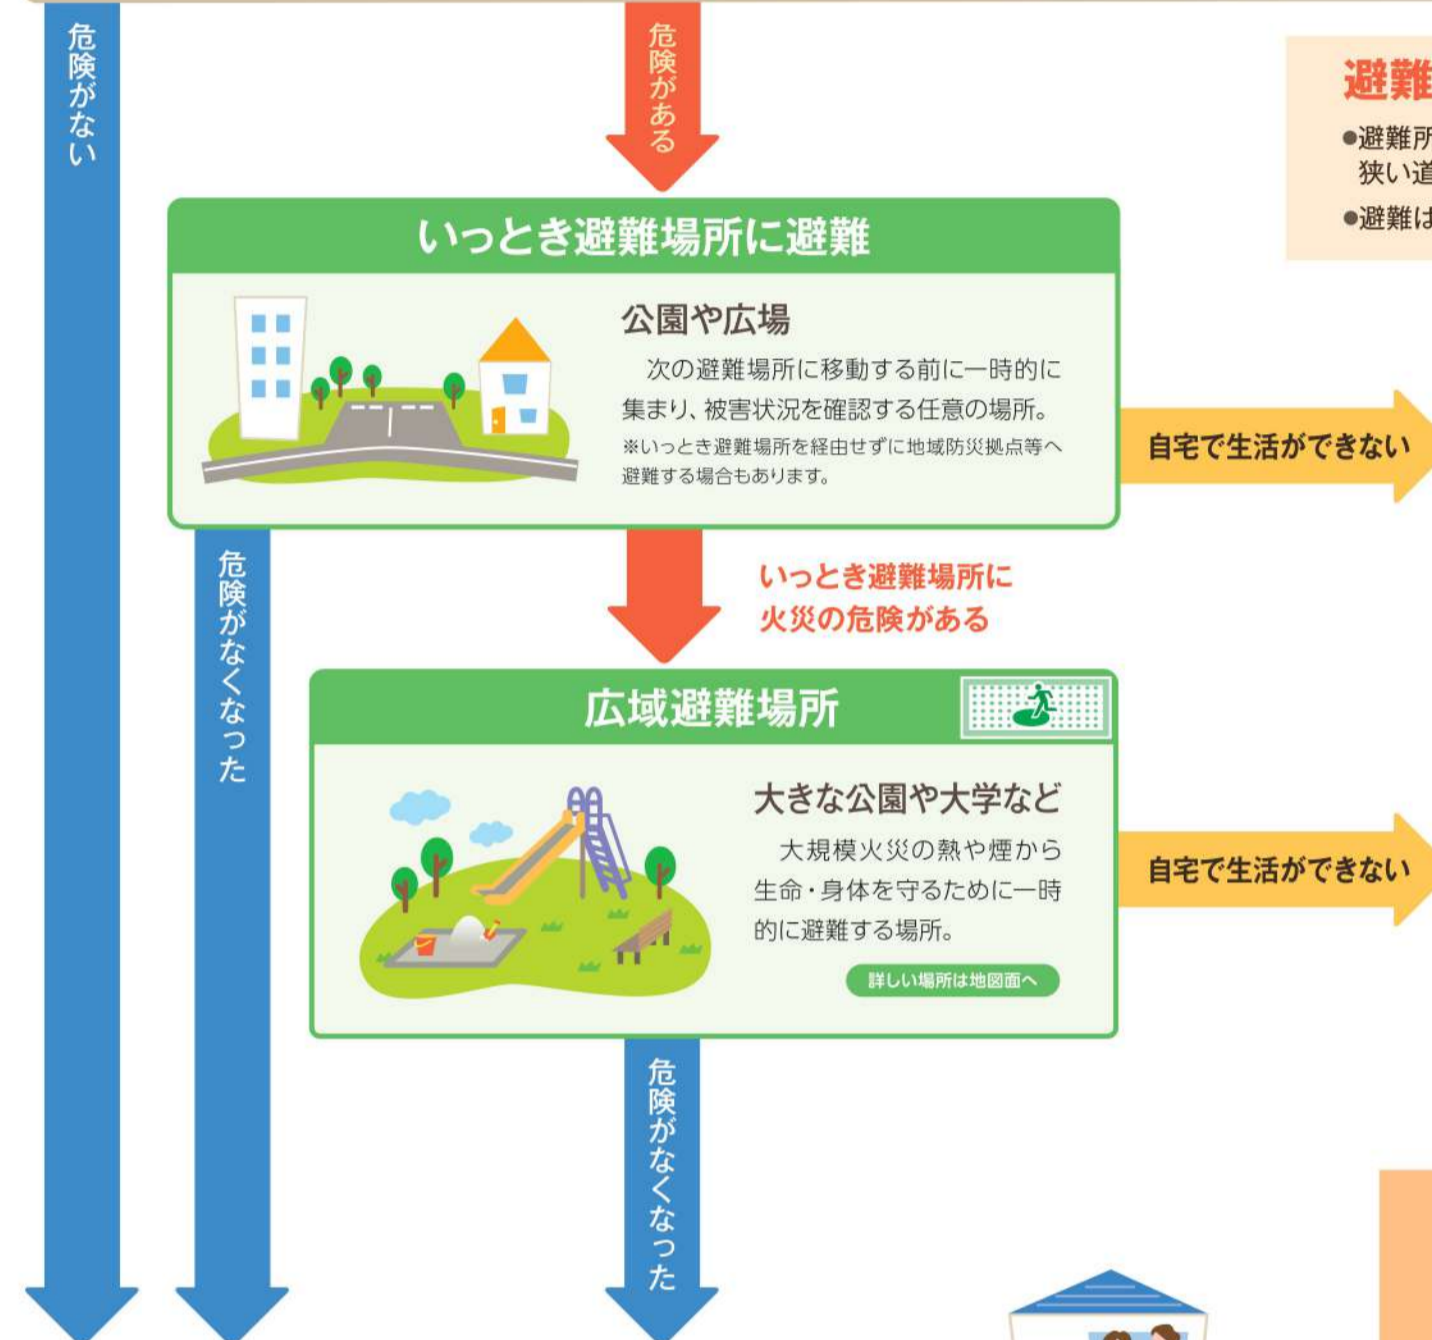 危険がない
危険がある
避難
●避難所
狭い道
●避難は
いっとき避難場所に避難
公園や広場
次の避難場所に移動する前に一時的に
集まり、被害状況を確認する任意の場所。
※いっとき避難場所を経由せずに地域防災拠点等へ
避難する場合もあります。
自宅で生活ができない
危険がなくなった
いっとき避難場所に
火災の危険がある
広域避難場所
大きな公園や大学など
大規模火災の熱や煙から
生命・身体を守るために一時
的に避難する場所。
詳しい場所は地図面へ
自宅で生活ができない
危険がなくなった